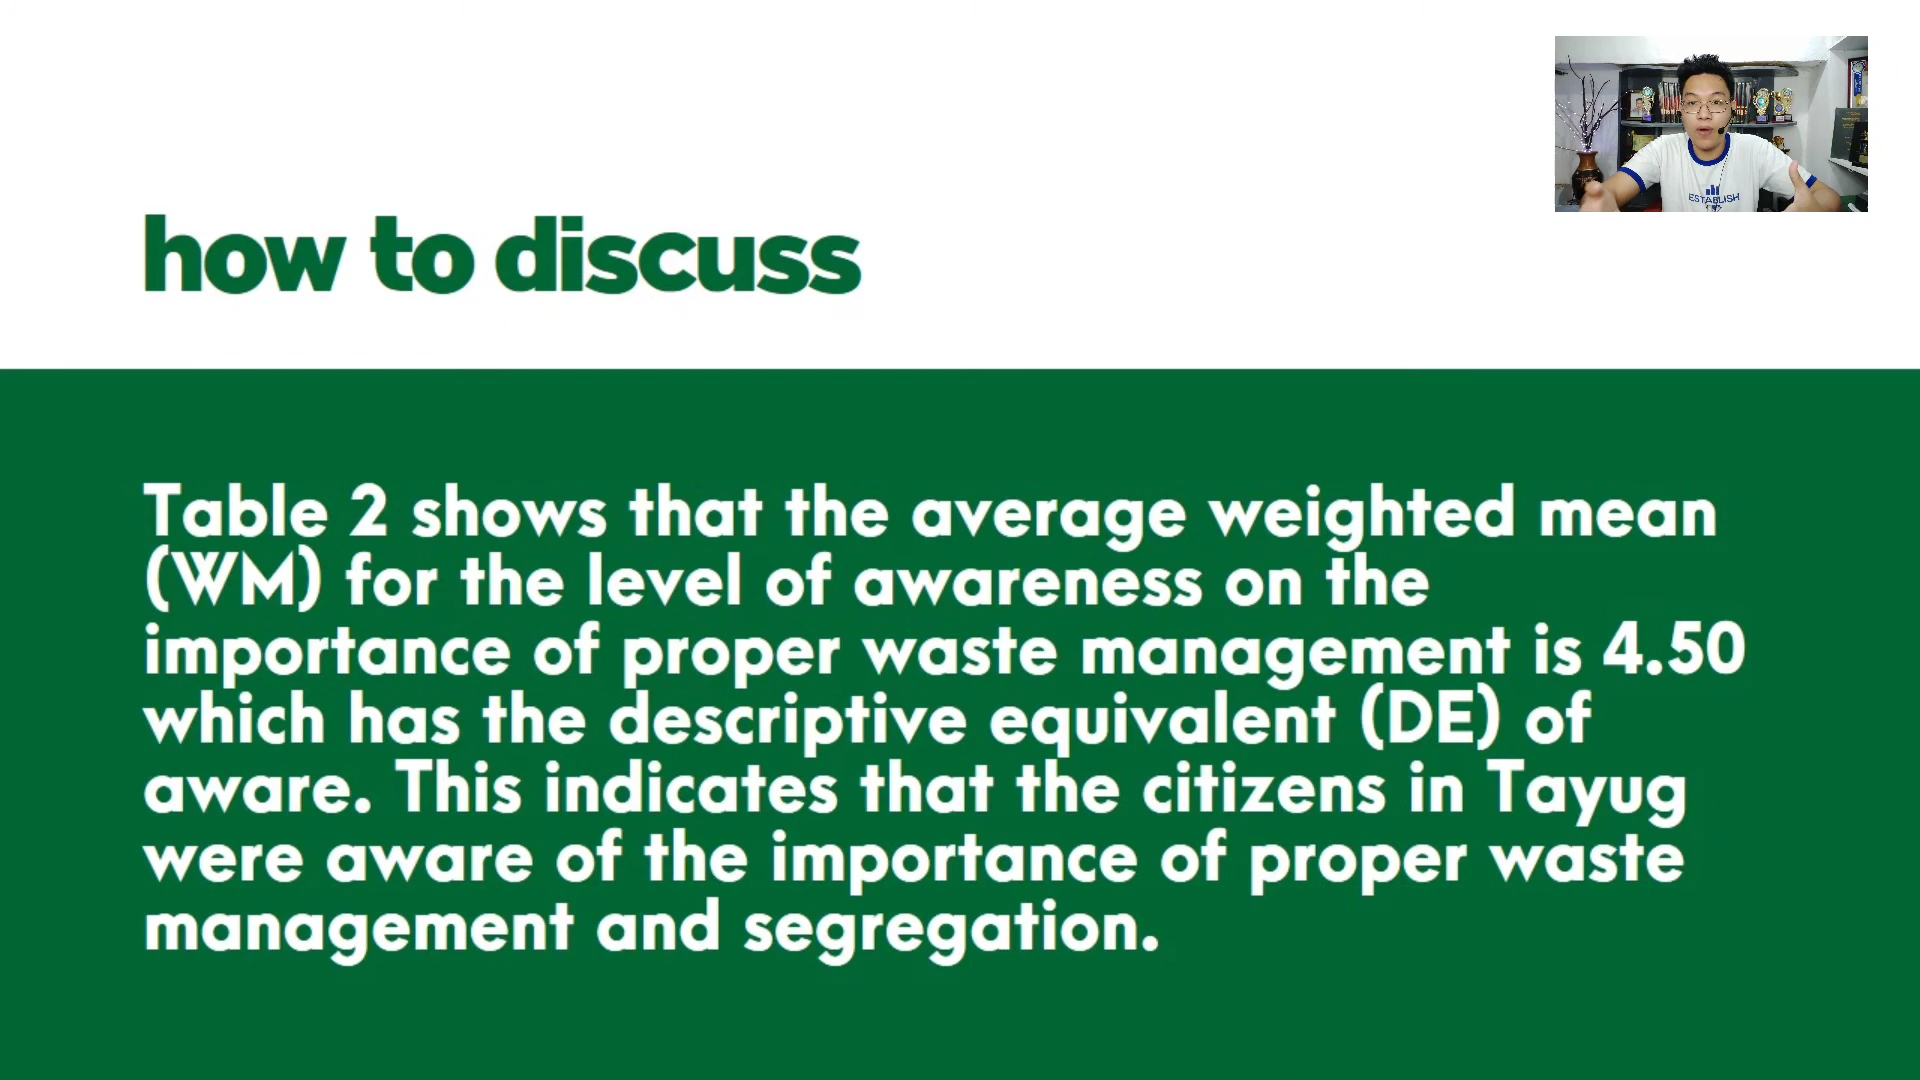 how to discuss
ESTABLISH
Table 2 shows that the average weighted mean
(WM) for the level of awareness on the
importance of proper waste management is 4.50
which has the descriptive equivalent (DE) of
aware. This indicates that the citizens in Tayug
were aware of the importance of proper waste
management and segregation.